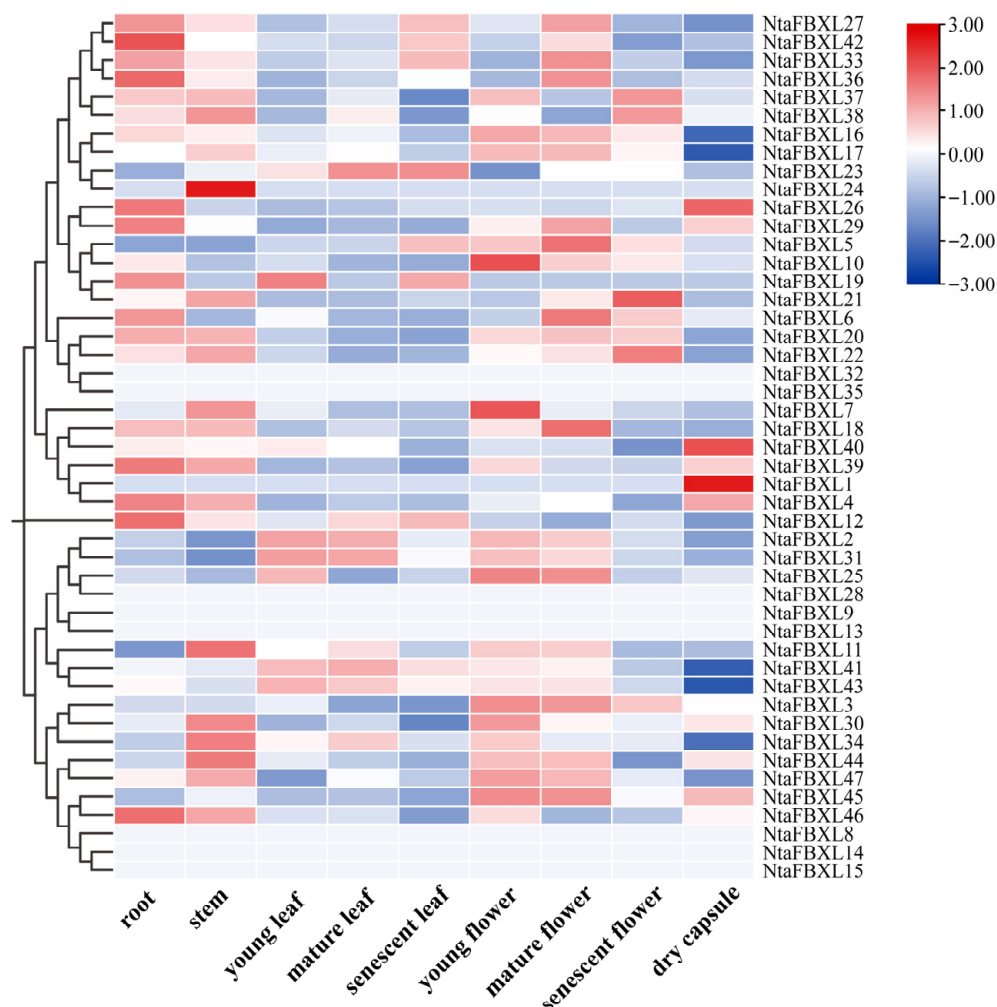 NtaFBXL27
NtaFBXL42
NtaFBXL33
NtaFBXL36
NtaFBXL37
NtaFBXL38
NtaFBXL16
NtaFBXL17
NtaFBXL23
NtaFBXL24
NtaFBXL26
NtaFBXL29
NtaFBXL5
NtaFBXL10
NtaFBXL19
NtaFBXL21
NtaFBXL6
NtaFBXL20
NtaFBXL22
NtaFBXL32
NtaFBXL35
NtaFBXL7
NtaFBXL18
NtaFBXL40
NtaFBXL39
NtaFBXL1
NtaFBXL4
NtaFBXL12
NtaFBXL2
NtaFBXL31
NtaFBXL25
NtaFBXL28
NtaFBXL9
NtaFBXL13
NtaFBXL11
NtaFBXL41
NtaFBXL43
NtaFBXL3
NtaFBXL30
NtaFBXL34
NtaFBXL44
NtaFBXL47
NtaFBXL45
NtaFBXL46
NtaFBXL8
NtaFBXL14
NtaFBXL15
3.00
2.00
1.00
0.00
−1.00
−2.00
−3.00
root
stem
young leaf
mature leaf
senescent leaf
young flower
mature flower
senescent flower
dry capsule